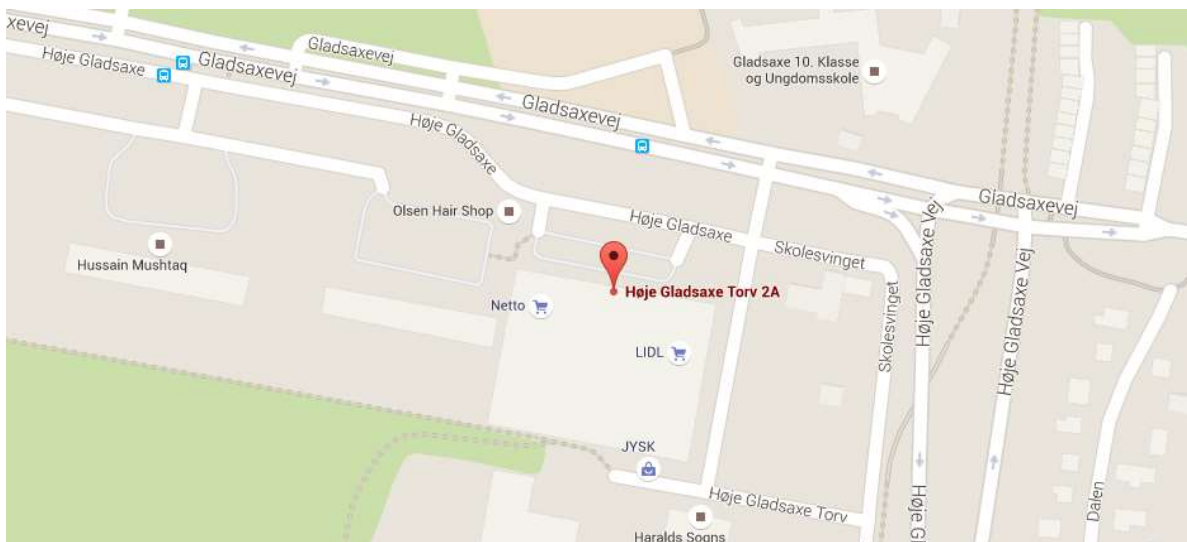 xevej
Gladsaxevej
Høje Gladsaxe
Gladsaxevej
Gladsaxe 10. Klasse
og Ungdomsskole
Gladsaxevej
Høje Gladsaxe
Olsen Hair Shop
Høje Gladsaxe
Gladsaxevej
Skolesvinget
Høje Gladsaxe Vej
Hussain Mushtaq
Høje Gladsaxe Torv 2A
Netto
LIDL
Skolesvinget
Høje Gladsaxe Vej
JYSK
Høje Gladsaxe Torv
Høje Gl
Dalen
Haralds Sogns